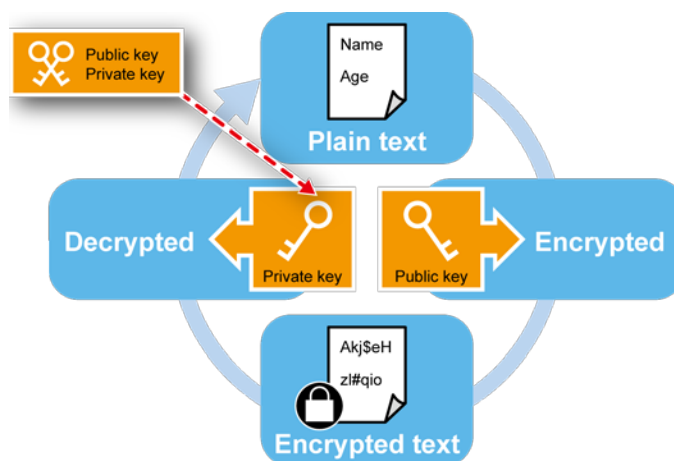 Public key
Private key
Name
Age
Plain text
Decrypted
Private key
Public key
Encrypted
Akj$eH
zl#qio
Encrypted text